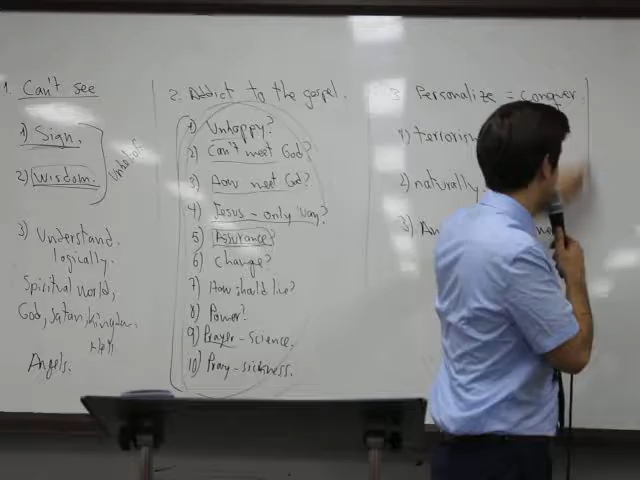 1. Can't see
1) Sign.
2) Wisdom.
3) Understand.
logically.
Spiritual world,
God, Satan, Kingdom.
Hell
Angels.
2. Addict to the gospel.
1) Unhappy?
2) Can't meet God?
3) How meet God?
4) Jesus - only way?
5) Assurance?
6) Change?
7) How should live?
8) Power?
9) Prayer - science.
10) Pray - sickness.
3 Personalize = Conquer.
1) terrorism
2) naturally.
3)